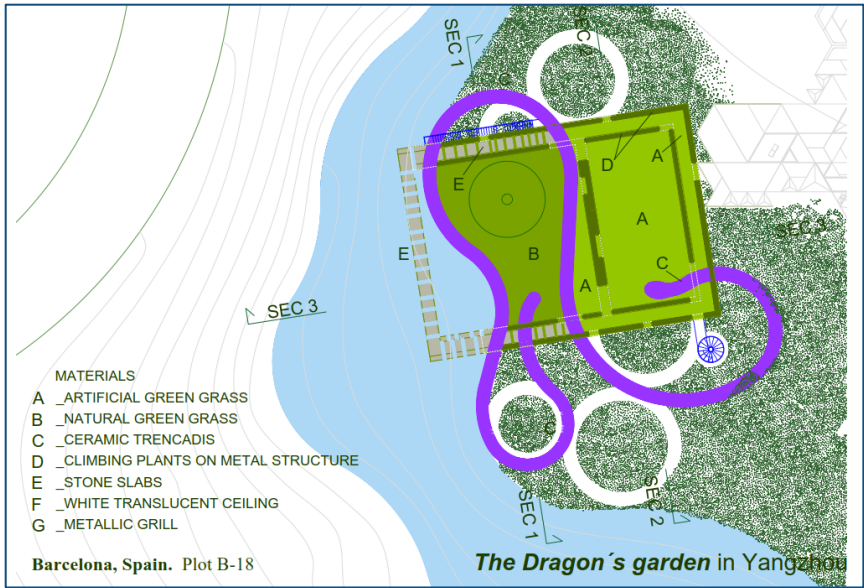 SEC 1
SEC 2
C
D
A
E
A
SEC 3
E
B
C
A
SEC 3
C
SEC 1
SEC 2
MATERIALS
A _ARTIFICIAL GREEN GRASS
B _NATURAL GREEN GRASS
C _CERAMIC TRENCADIS
D _CLIMBING PLANTS ON METAL STRUCTURE
E _STONE SLABS
F _WHITE TRANSLUCENT CEILING
G _METALLIC GRILL
Barcelona, Spain. Plot B-18
The Dragon´s garden in Yangzhou